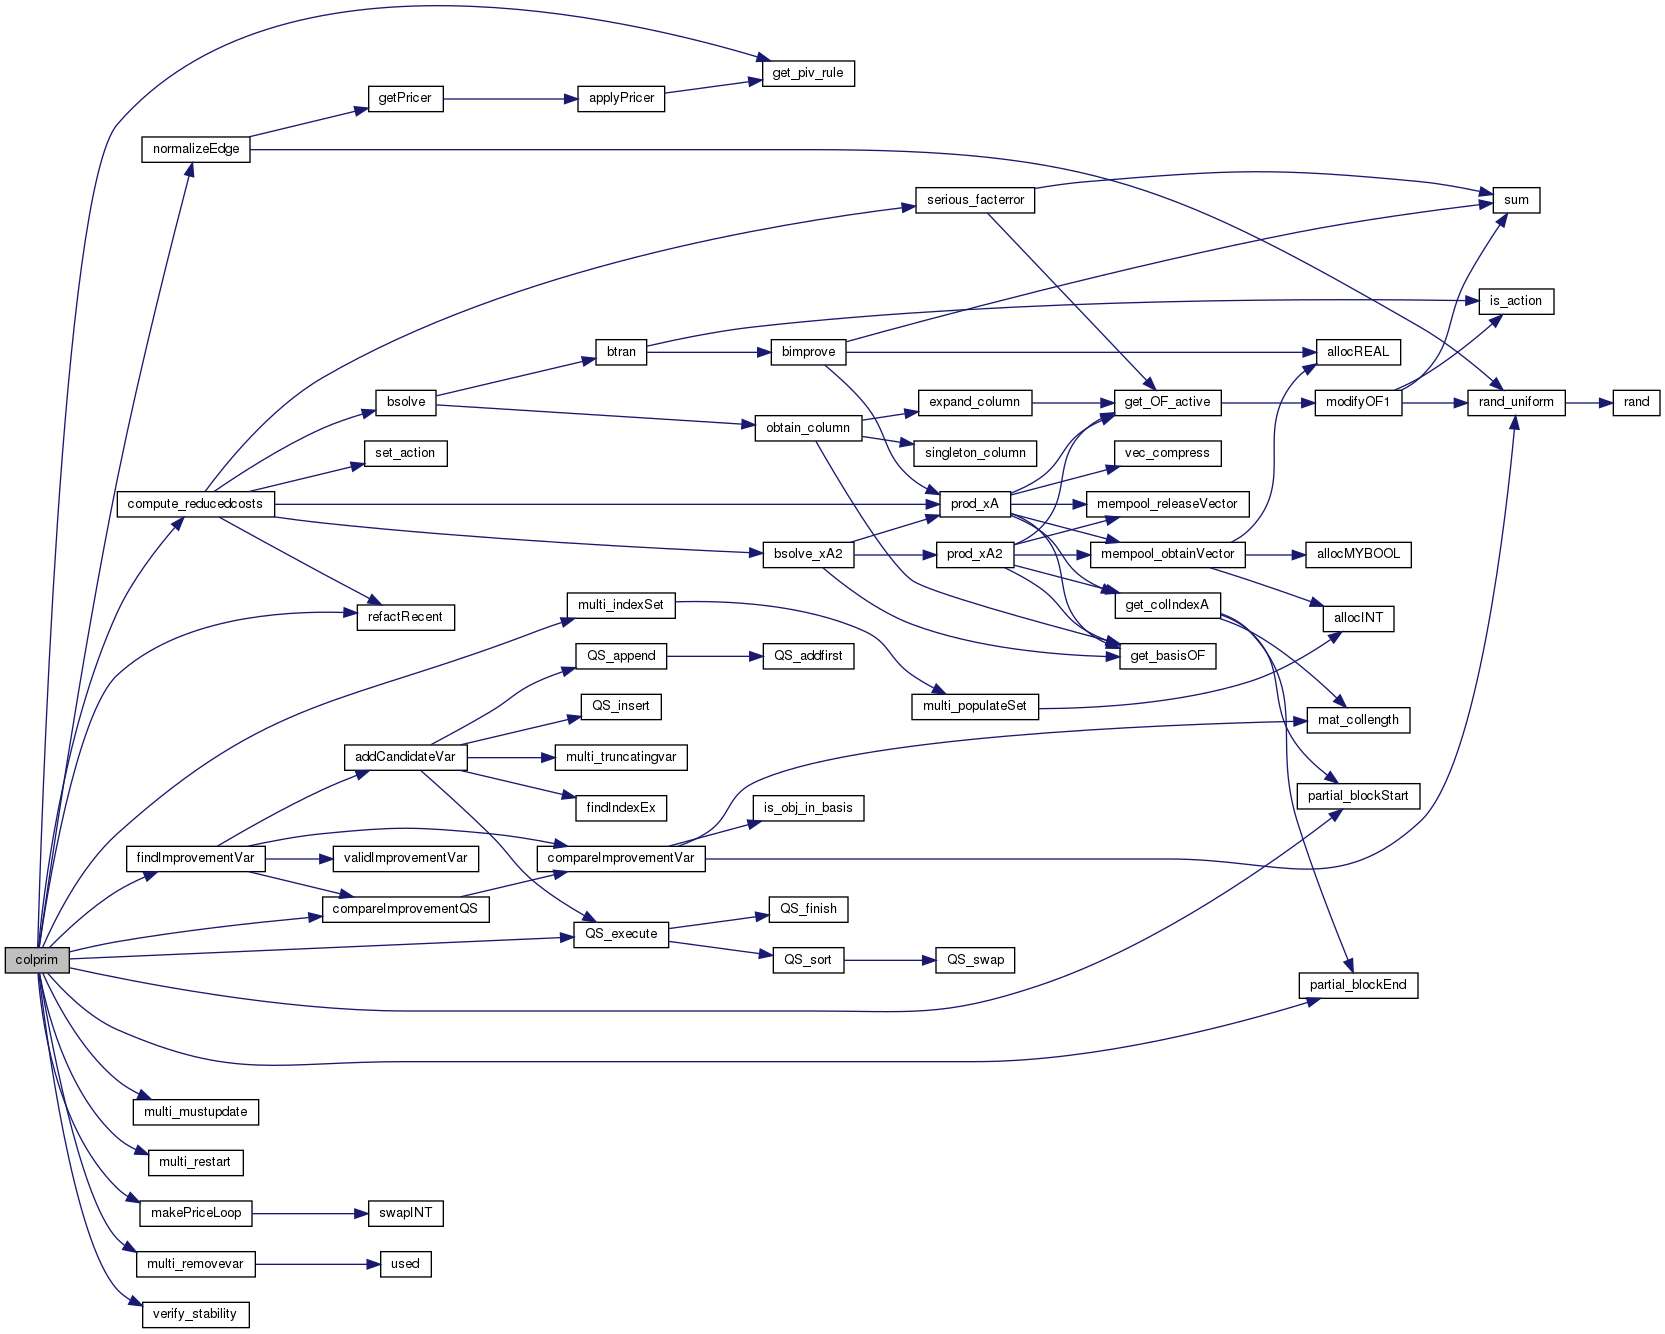 get_piv_rule
getPricer
applyPricer
normalizeEdge
serious_facterror
sum
is_action
btran
bimprove
allocREAL
bsolve
expand_column
get_OF_active
modifyOF1
rand_uniform
rand
obtain_column
set_action
singleton_column
vec_compress
compute_reducedcosts
prod_xA
mempool_releaseVector
bsolve_xA2
prod_xA2
mempool_obtainVector
allocMYBOOL
multi_indexSet
get_colIndexA
refactRecent
allocINT
QS_append
QS_addfirst
get_basisOF
QS_insert
multi_populateSet
mat_collength
addCandidateVar
multi_truncatingvar
findIndexEx
is_obj_in_basis
partial_blockStart
findImprovementVar
validImprovementVar
compareImprovementVar
compareImprovementQS
QS_finish
QS_execute
colprim
QS_sort
QS_swap
partial_blockEnd
multi_mustupdate
multi_restart
makePriceLoop
swapINT
multi_removevar
used
verify_stability